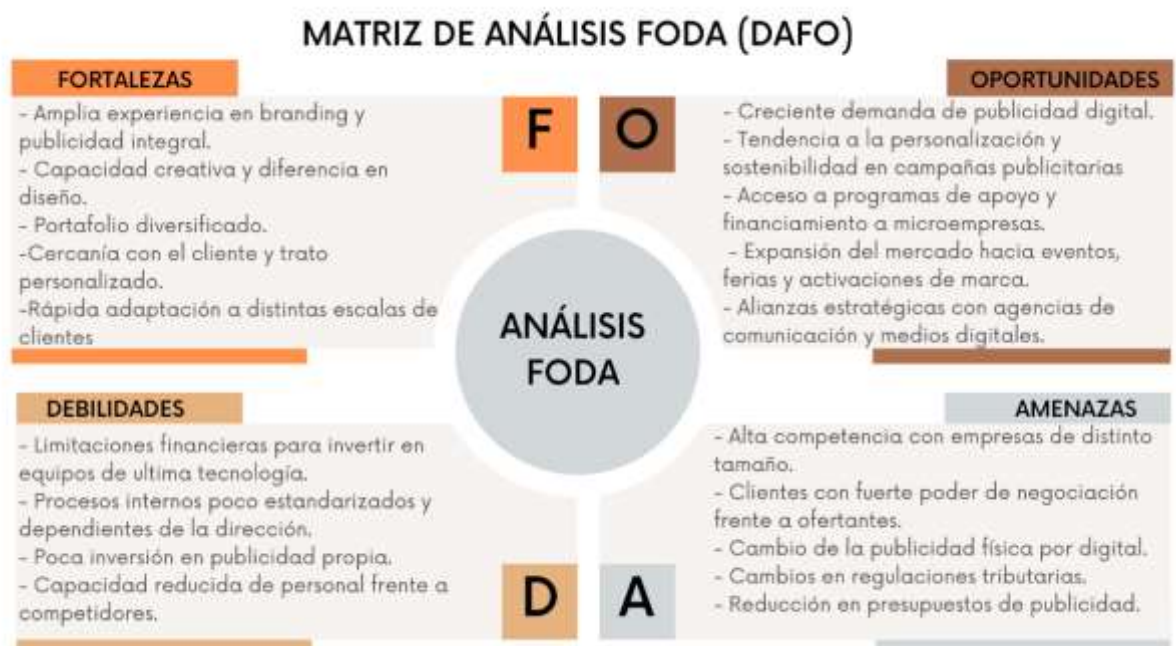 MATRIZ DE ANÁLISIS FODA (DAFO)
FORTALEZAS
- Amplia experiencia en branding y
publicidad integral.
- Capacidad creativa y diferencia en
diseño.
- Portafolio diversificado.
-Cercanía con el cliente y trato
personalizado.
-Rápida adaptación a distintas escalas de
clientes
F
O
OPORTUNIDADES
- Creciente demanda de publicidad digital.
- Tendencia a la personalización y
sostenibilidad en campañas publicitarias
- Acceso a programas de apoyo y
financiamiento a microempresas.
- Expansión del mercado hacia eventos,
ferias y activaciones de marca.
- Alianzas estratégicas con agencias de
comunicación y medios digitales.
ANÁLISIS
FODA
DEBILIDADES
- Limitaciones financieras para invertir en
equipos de ultima tecnología.
- Procesos internos poco estandarizados y
dependientes de la dirección.
- Poca inversión en publicidad propia.
- Capacidad reducida de personal frente a
competidores.
D
A
AMENAZAS
- Alta competencia con empresas de distinto
tamaño.
- Clientes con fuerte poder de negociación
frente a ofertantes.
- Cambio de la publicidad física por digital.
- Cambios en regulaciones tributarias.
- Reducción en presupuestos de publicidad.